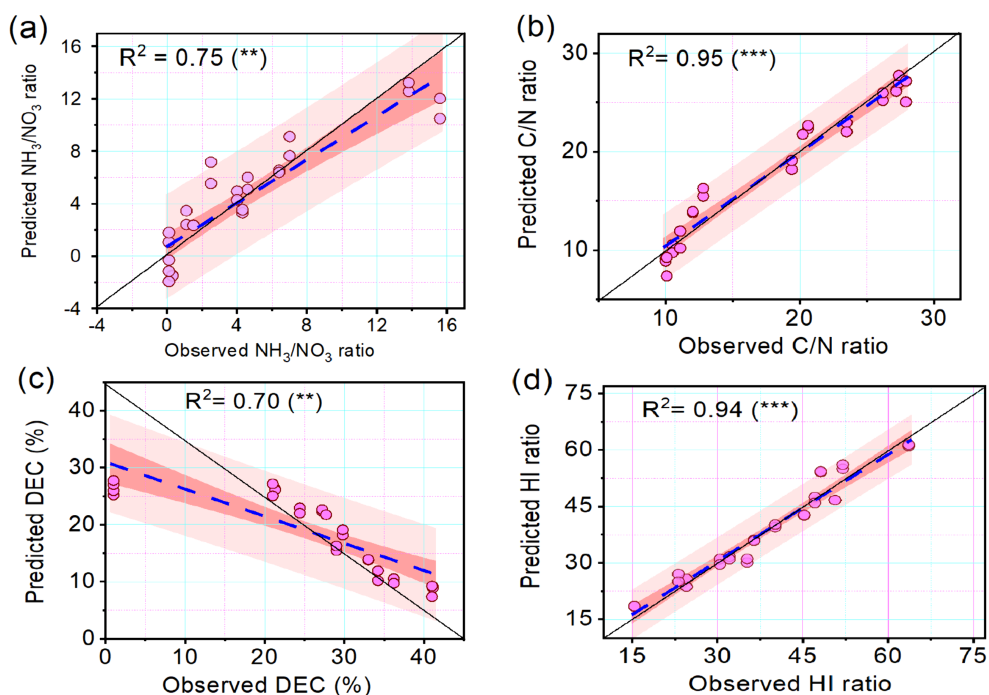 (a)
R² = 0.75 (**)
Predicted NH₃/NO₃ ratio
16
12
8
4
0
-4
-4
0
4
8
12
16
Observed NH₃/NO₃ ratio
(b)
R² = 0.95 (***)
Predicted C/N ratio
30
20
10
10
20
30
Observed C/N ratio
(c)
R²= 0.70 (**)
Predicted DEC (%)
40
30
20
10
0
0
10
20
30
40
Observed DEC (%)
(d)
R²= 0.94 (***)
Predicted HI ratio
75
60
45
30
15
15
30
45
60
75
Observed HI ratio